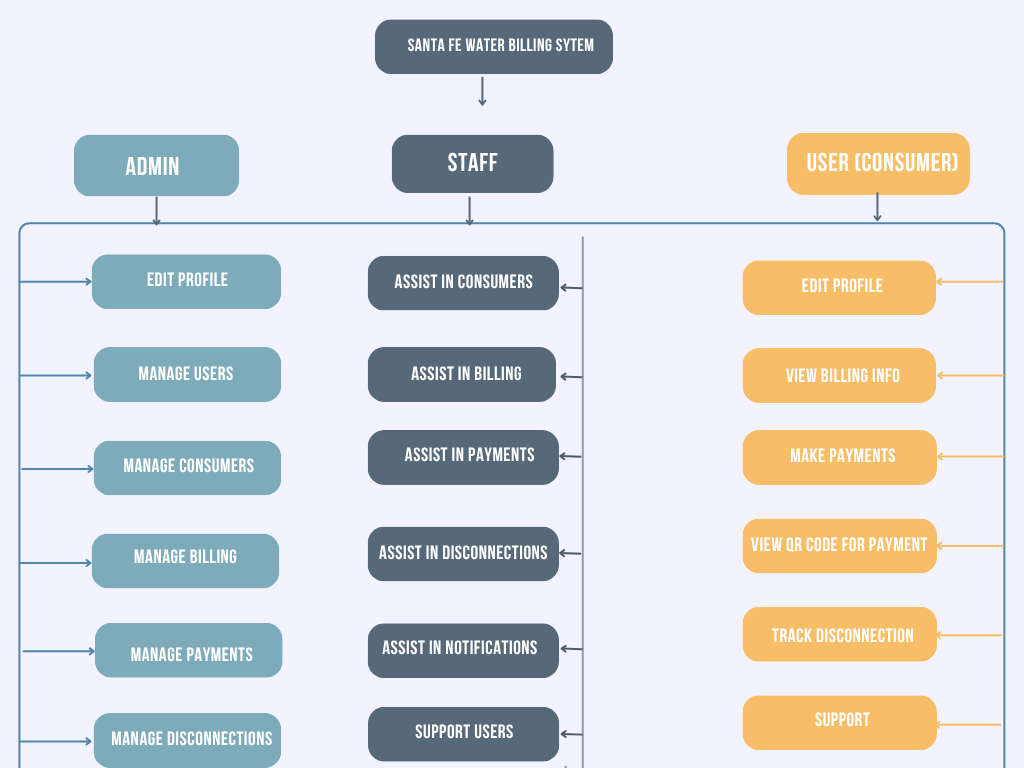 SANTA FE WATER BILLING SYTEM
ADMIN
STAFF
USER (CONSUMER)
EDIT PROFILE
ASSIST IN CONSUMERS
EDIT PROFILE
MANAGE USERS
ASSIST IN BILLING
VIEW BILLING INFO
MANAGE CONSUMERS
ASSIST IN PAYMENTS
MAKE PAYMENTS
MANAGE BILLING
ASSIST IN DISCONNECTIONS
VIEW QR CODE FOR PAYMENT
MANAGE PAYMENTS
ASSIST IN NOTIFICATIONS
TRACK DISCONNECTION
MANAGE DISCONNECTIONS
SUPPORT USERS
SUPPORT